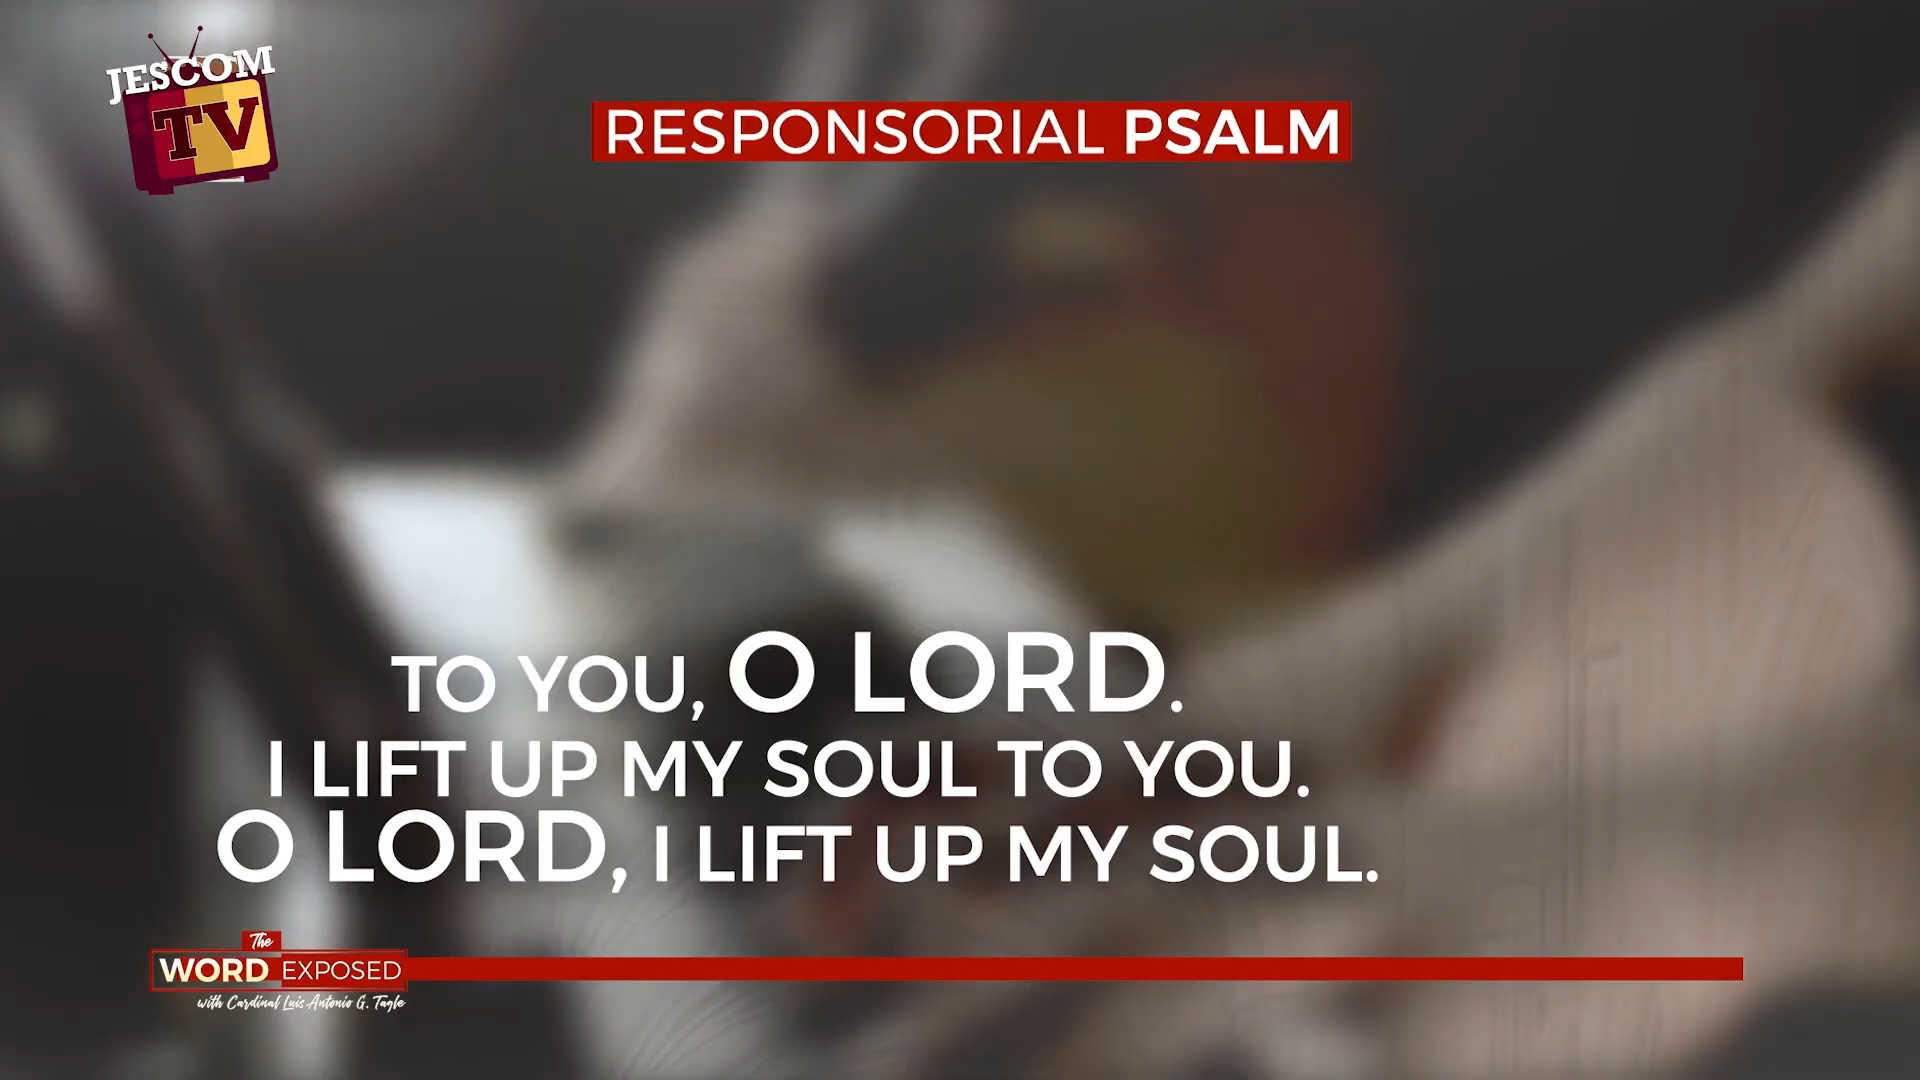 JESCOM
TV
RESPONSORIAL PSALM
TO YOU, O LORD.
I LIFT UP MY SOUL TO YOU.
O LORD, I LIFT UP MY SOUL.
The
WORD EXPOSED
with Cardinal Luis Antonio G. Tagle